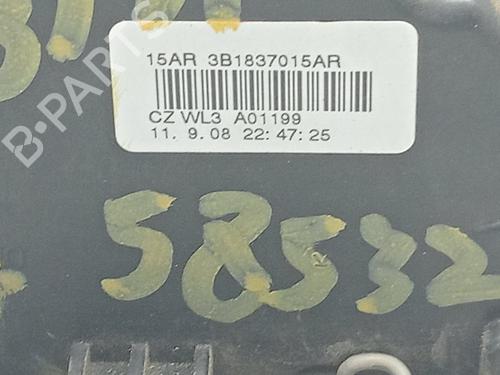 15AR 3B1837015AR
CZ WL3 A01199
11. 9.08 22:47:25
58532
B-PARTS